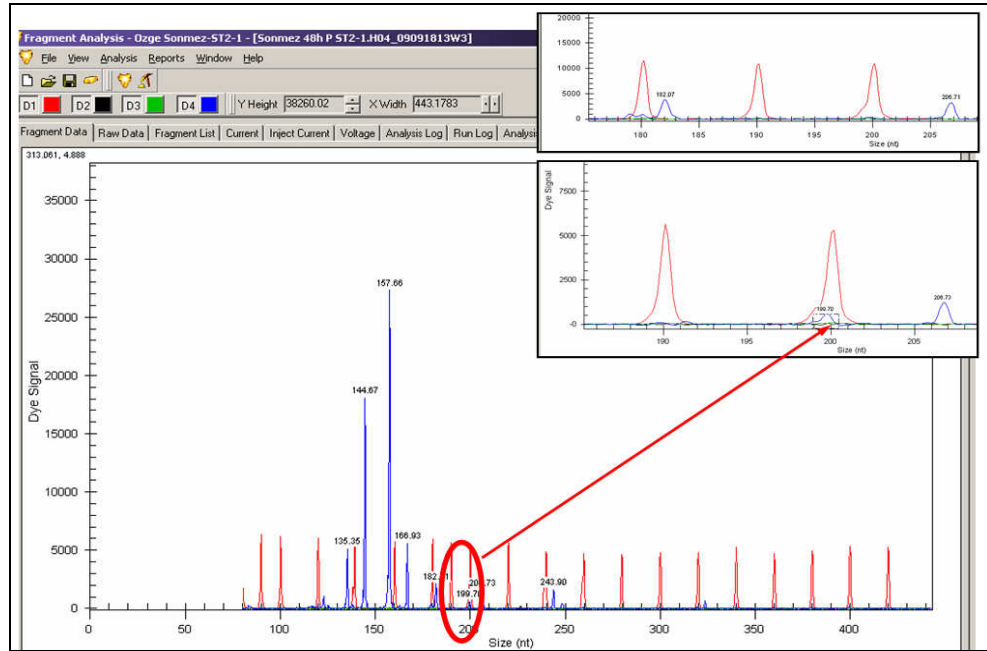 Fragment Analysis - Ozge Sonmez-ST2-1 - [Sonmez 48h P ST2-1.H04_09091813W3]
File View Analysis Reports Window Help
D1 D2 D3 D4 Y Height 38260.02 X Width 443.1783
Fragment Data Raw Data Fragment List Current Inject Current Voltage Analysis Log Run Log Analysis
313.061, 4.888
35000
30000
25000
20000
15000
10000
5000
0
Dye Signal
157.66
144.67
135.35
166.93
199.70
243.90
0 50 100 150 200 250 300 350 400
Size (nt)
20000
15000
10000
5000
0
182.07
206.71
180 185 190 195 200 205
Size (nt)
Dye Signal
7500
5000
2500
-0
199.70
206.73
190 195 200 205
Size (nt)